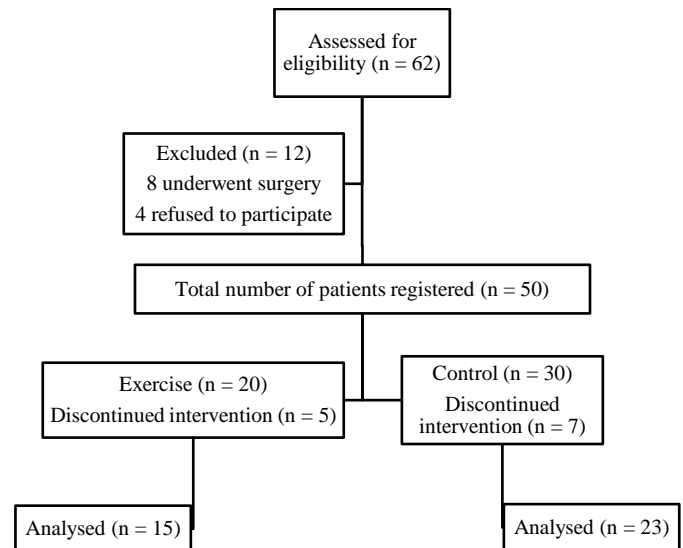 Assessed for
eligibility (n = 62)
Excluded (n = 12)
8 underwent surgery
4 refused to participate
Total number of patients registered (n = 50)
Exercise (n = 20)
Discontinued intervention (n = 5)
Control (n = 30)
Discontinued
intervention (n = 7)
Analysed (n = 15)
Analysed (n = 23)